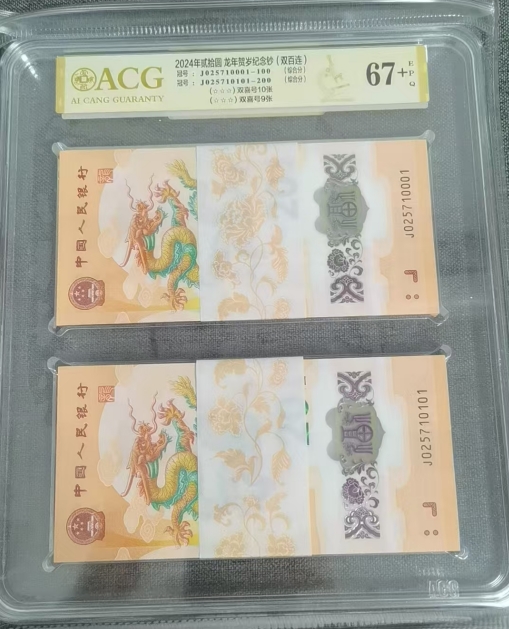 ACG
AI CANG GUARANTY
2024年贰拾圆 龙年贺岁纪念钞(双百连)
冠号: J025710001-100 (综合分)
冠号: J025710101-200 (综合分)
(☆☆☆)双喜号10张
(☆☆☆)双喜号9张
67+
EPQ
中国人民银行
J025710001
中国人民银行
J025710101
ACG